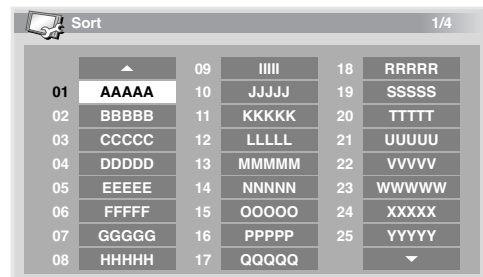 Sort 1/4
01 AAAAA
02 BBBBB
03 CCCCC
04 DDDDD
05 EEEEE
06 FFFFF
07 GGGGG
08 HHHHH
09 IIIII
10 JJJJJ
11 KKKKK
12 LLLLL
13 MMMMM
14 NNNNN
15 OOOOO
16 PPPPP
17 QQQQQ
18 RRRRR
19 SSSSS
20 TTTTT
21 UUUUU
22 VVVVV
23 WWWWW
24 XXXXX
25 YYYYY